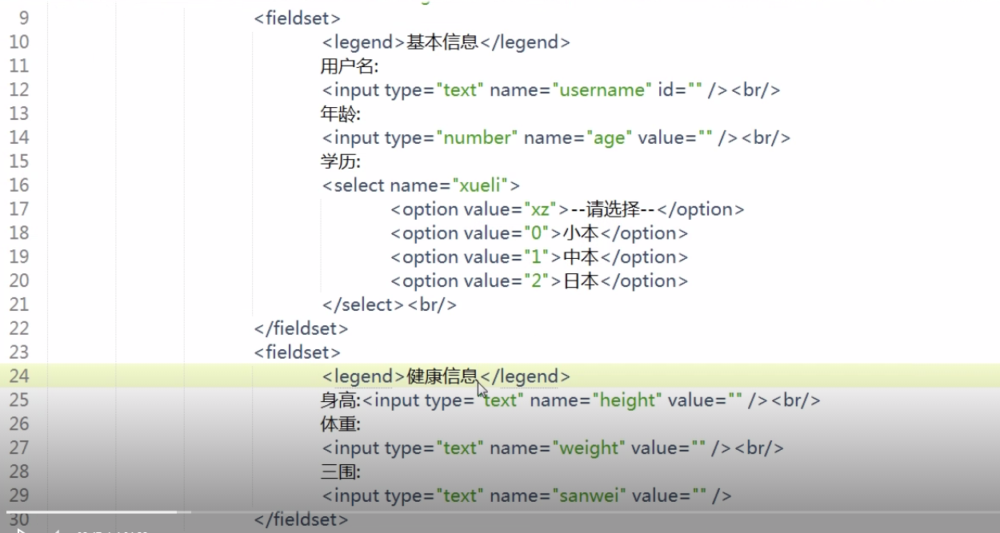 9 <fieldset>
10 <legend>基本信息</legend>
11 用户名:
12 <input type="text" name="username" id="" /><br/>
13 年龄:
14 <input type="number" name="age" value="" /><br/>
15 学历:
16 <select name="xueli">
17 <option value="xz">--请选择--</option>
18 <option value="0">小本</option>
19 <option value="1">中本</option>
20 <option value="2">日本</option>
21 </select><br/>
22 </fieldset>
23 <fieldset>
24 <legend>健康信息</legend>
25 身高:<input type="text" name="height" value="" /><br/>
26 体重:
27 <input type="text" name="weight" value="" /><br/>
28 三围:
29 <input type="text" name="sanwei" value="" />
30 </fieldset>